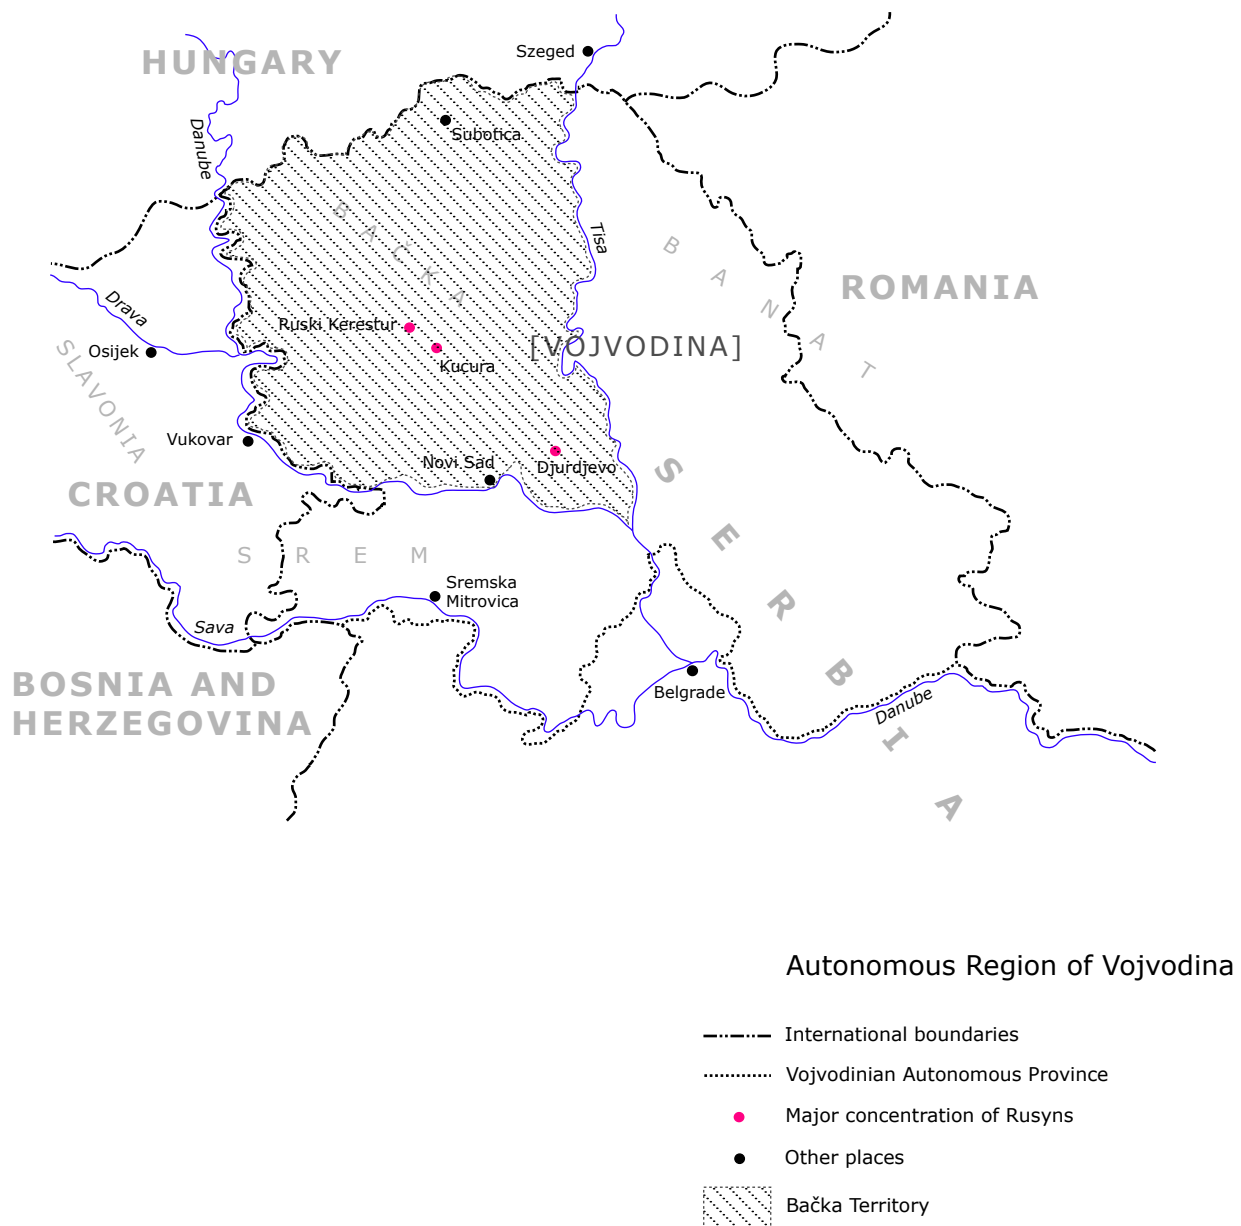 HUNGARY
Szeged
Danube
Subotica
BAČKA
Tisa
BANAT
ROMANIA
Drava
Ruski Kerestur
[VOJVODINA]
Osijek
Kucura
SLAVONIA
Vukovar
Novi Sad
Djurdjevo
CROATIA
SERBIA
SREM
Sremska
Mitrovica
Sava
BOSNIA AND
HERZEGOVINA
Belgrade
Danube
Autonomous Region of Vojvodina
International boundaries
Vojvodinian Autonomous Province
Major concentration of Rusyns
Other places
Bačka Territory